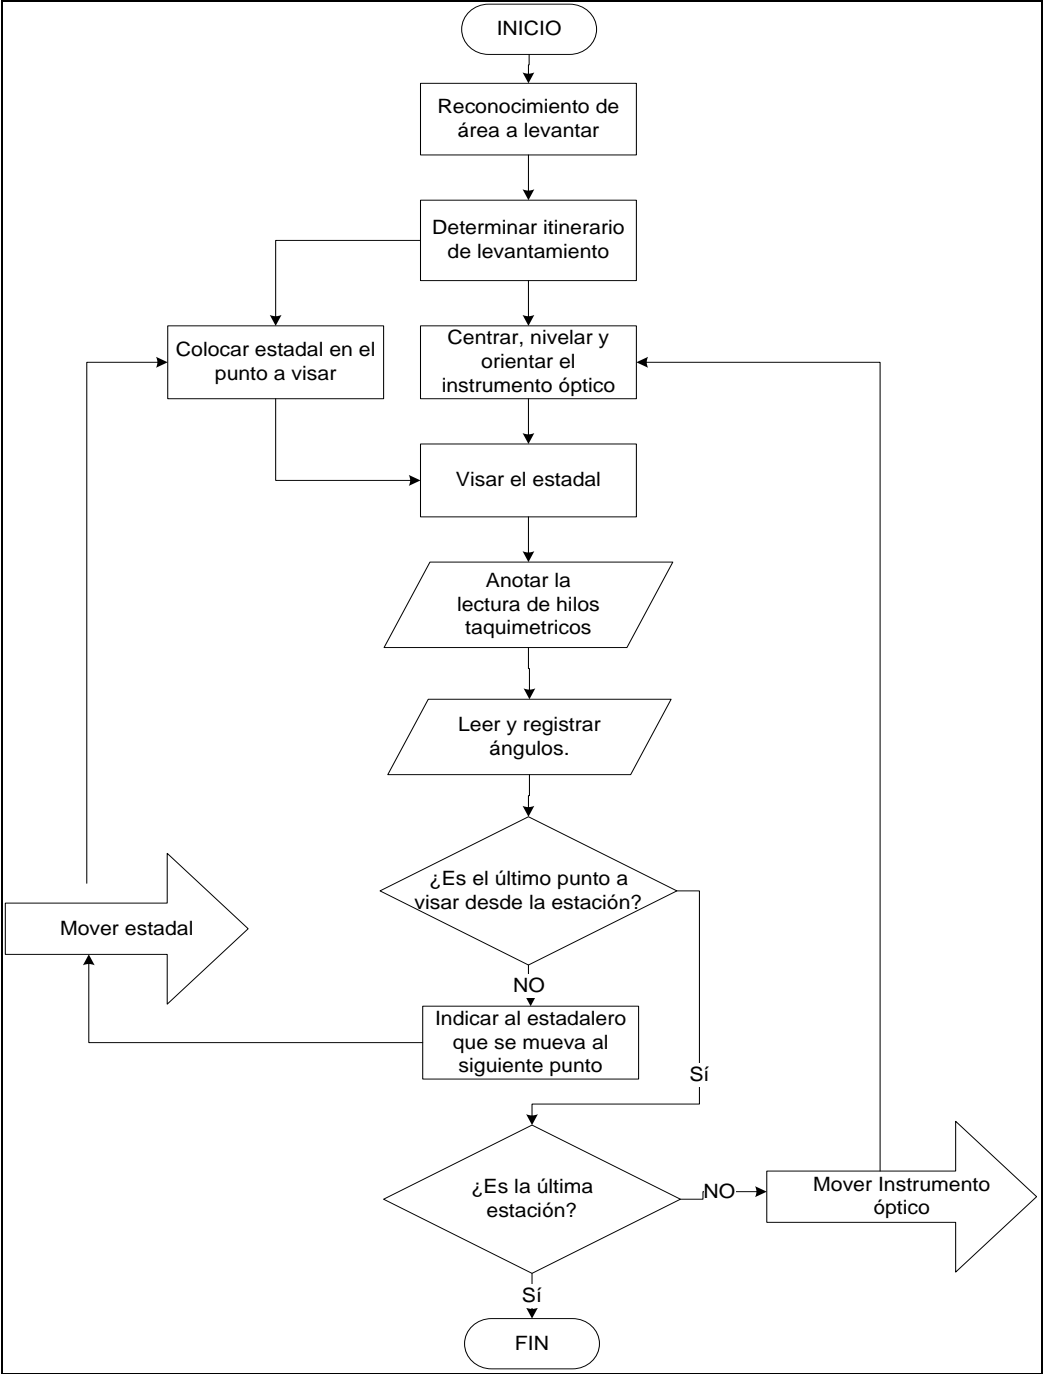 INICIO
Reconocimiento de
área a levantar
Determinar itinerario
de levantamiento
Colocar estadal en el
punto a visar
Centrar, nivelar y
orientar el
instrumento óptico
Visar el estadal
Anotar la
lectura de hilos
taquimetricos
Leer y registrar
ángulos.
¿Es el último punto a
visar desde la estación?
Mover estadal
NO
Indicar al estadalero
que se mueva al
siguiente punto
Sí
¿Es la última
estación?
NO
Mover Instrumento
óptico
Sí
FIN